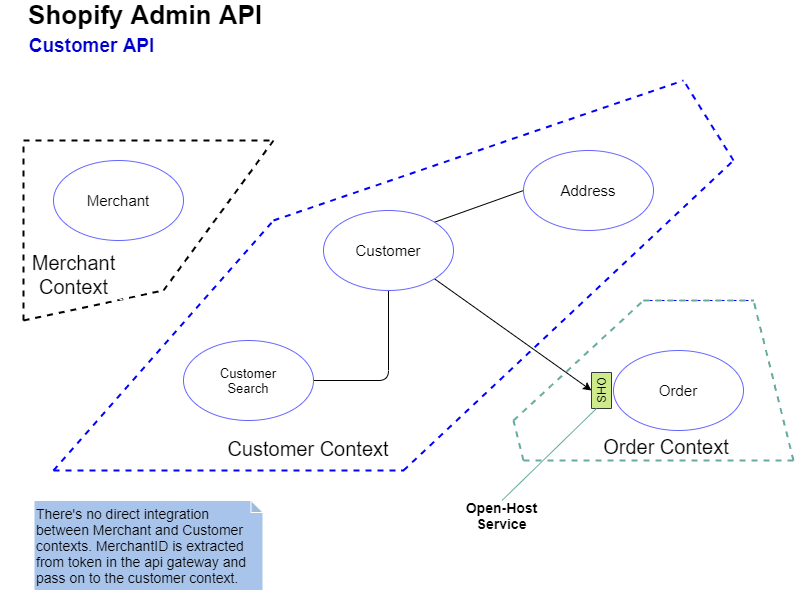 Shopify Admin API
Customer API
Merchant
Address
Customer
Merchant
Context
Customer
Search
OHS
Order
Customer Context
Order Context
Open-Host
Service
There's no direct integration
between Merchant and Customer
contexts. MerchantID is extracted
from token in the api gateway and
pass on to the customer context.